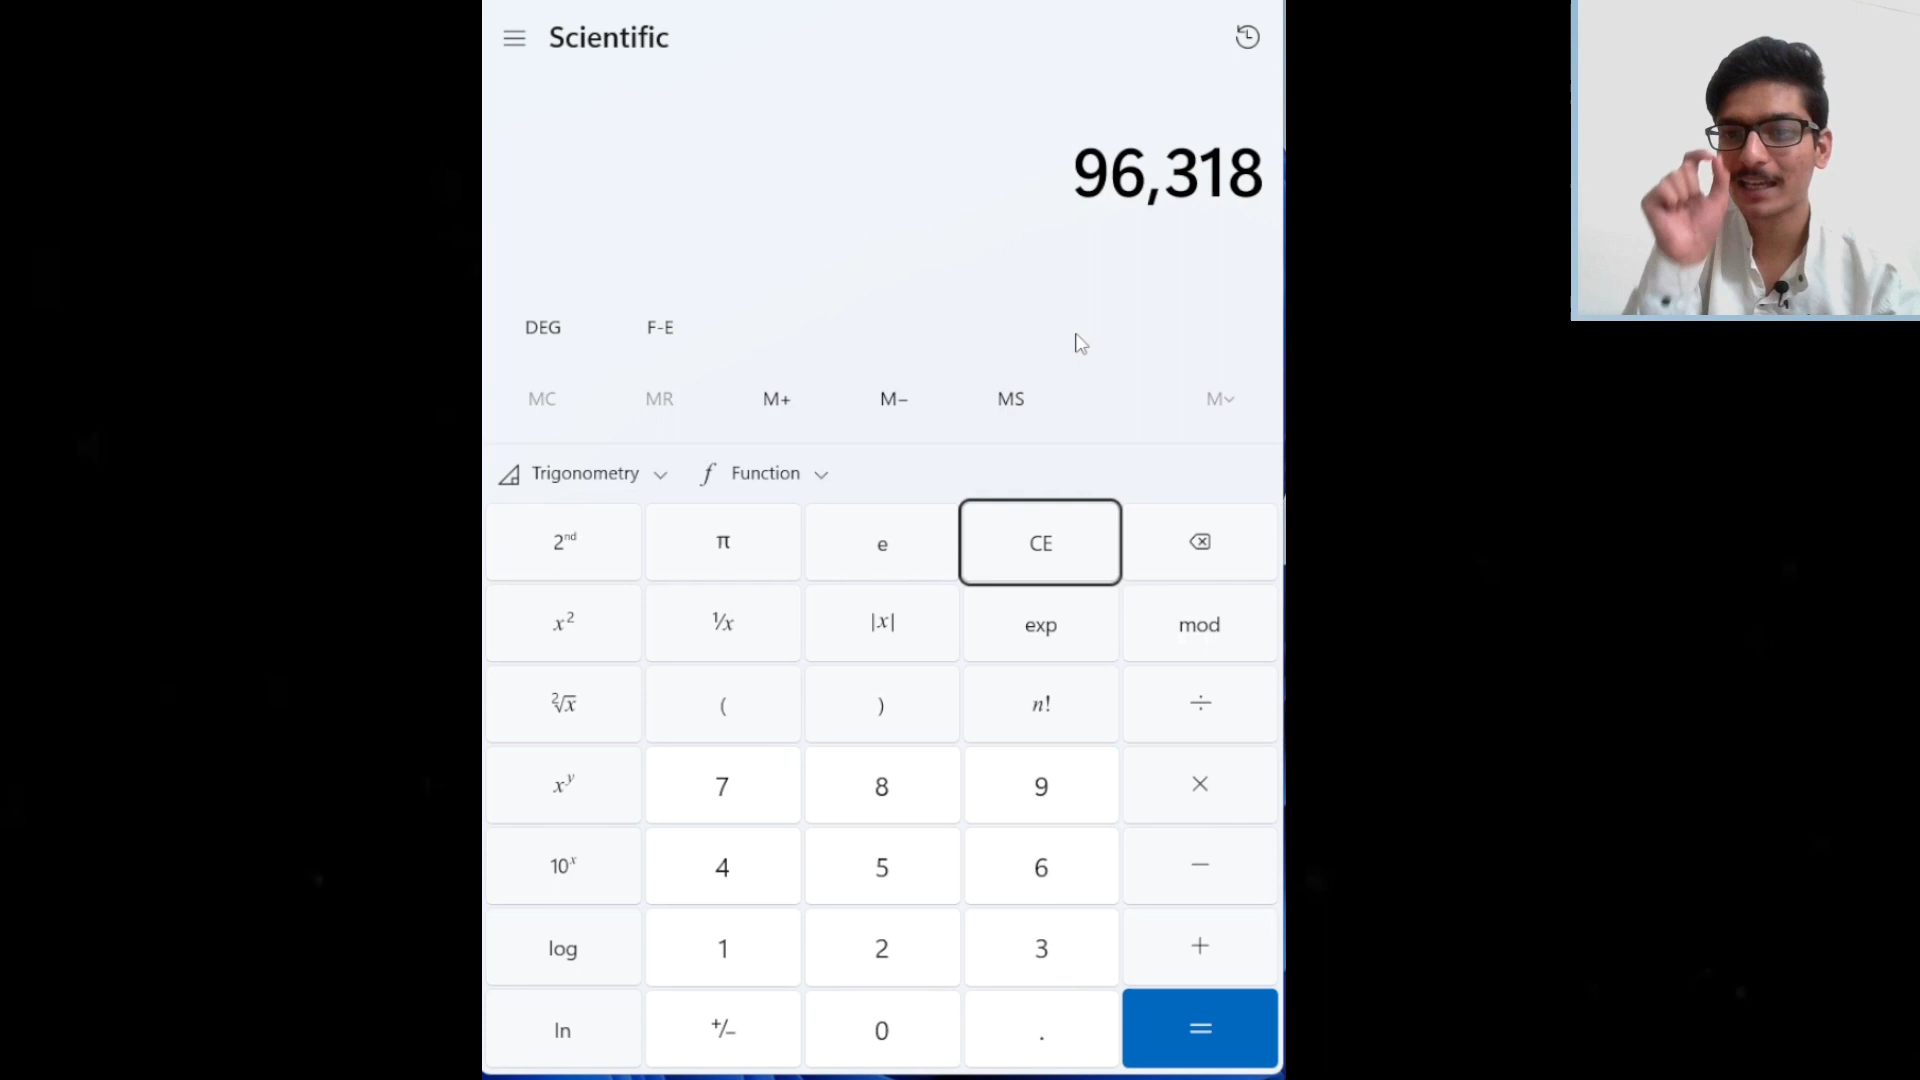 Scientific
96,318
DEG F-E
MC MR M+ M− MS M
Trigonometry f Function
2ⁿᵈ π e CE
x² ¹/x |x| exp mod
²√x ( ) n! ÷
xʸ 7 8 9 ×
10ˣ 4 5 6 −
log 1 2 3 +
ln +/− 0 . =